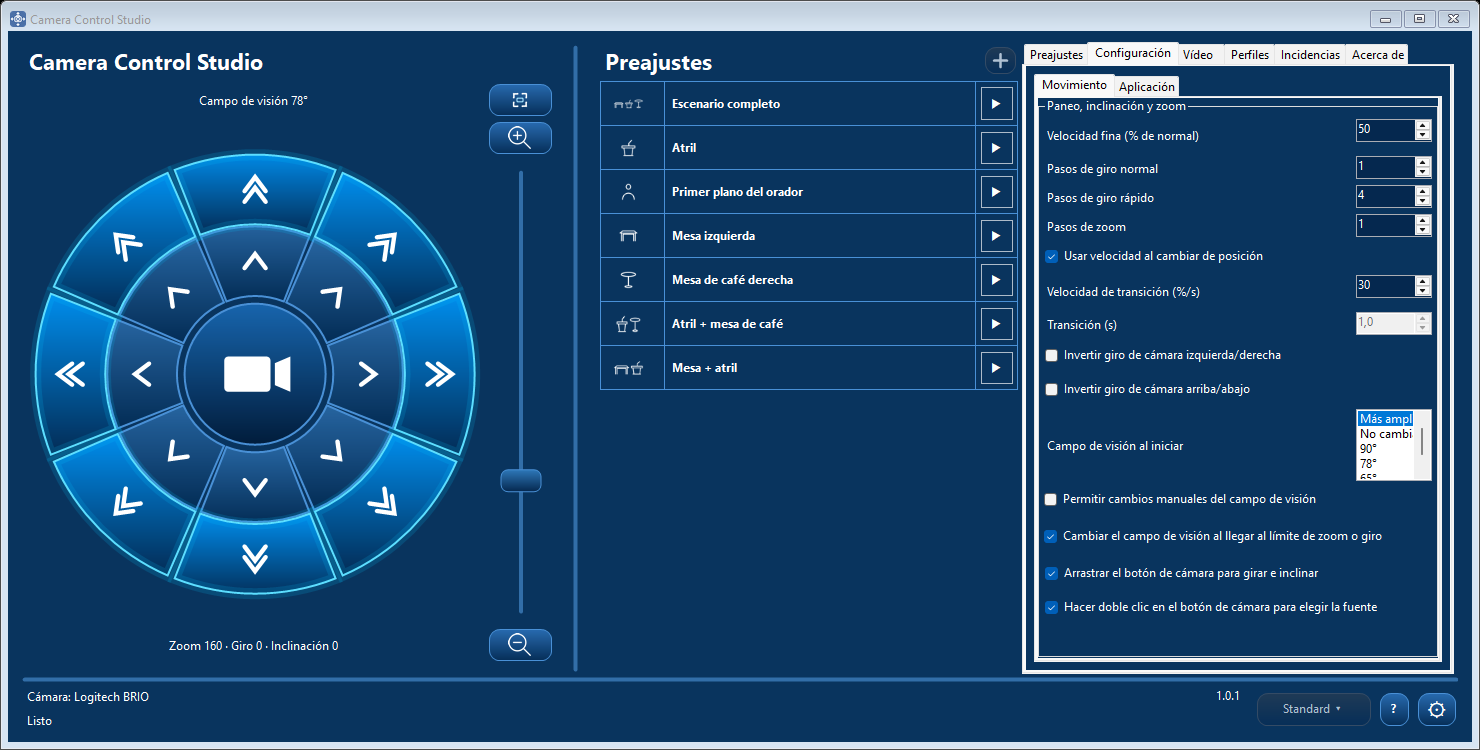 Camera Control Studio
Camera Control Studio
Campo de visión 78°
Zoom 160 · Giro 0 · Inclinación 0
Preajustes
Escenario completo
Atril
Primer plano del orador
Mesa izquierda
Mesa de café derecha
Atril + mesa de café
Mesa + atril
Preajustes Configuración Vídeo Perfiles Incidencias Acerca de
Movimiento Aplicación
Paneo, inclinación y zoom
Velocidad fina (% de normal) 50
Pasos de giro normal 1
Pasos de giro rápido 4
Pasos de zoom 1
Usar velocidad al cambiar de posición
Velocidad de transición (%/s) 30
Transición (s) 1,0
Invertir giro de cámara izquierda/derecha
Invertir giro de cámara arriba/abajo
Campo de visión al iniciar
Más ampl
No cambi
90°
78°
65°
Permitir cambios manuales del campo de visión
Cambiar el campo de visión al llegar al límite de zoom o giro
Arrastrar el botón de cámara para girar e inclinar
Hacer doble clic en el botón de cámara para elegir la fuente
Cámara: Logitech BRIO
Listo
1.0.1
Standard
?